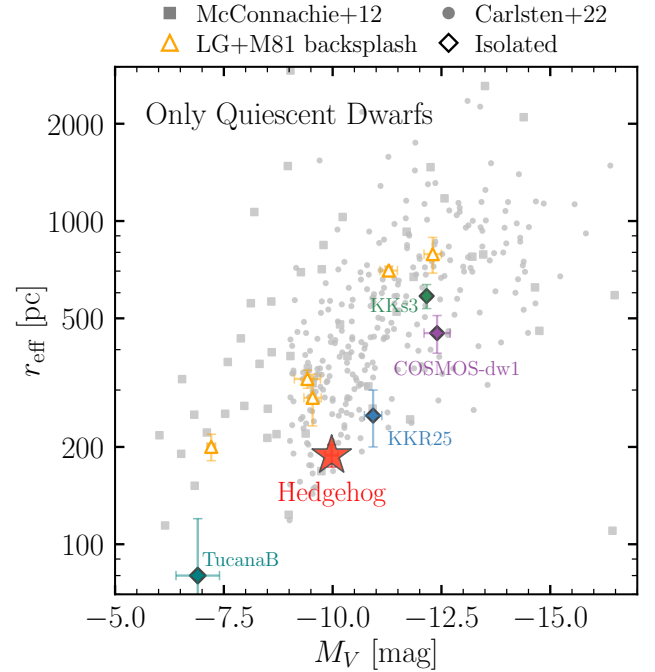 McConnachie+12 Carlsten+22
LG+M81 backsplash Isolated
Only Quiescent Dwarfs
2000
1000
500
200
100
r_eff [pc]
KKs3
COSMOS-dw1
KKR25
Hedgehog
TucanaB
−5.0 −7.5 −10.0 −12.5 −15.0
M_V [mag]